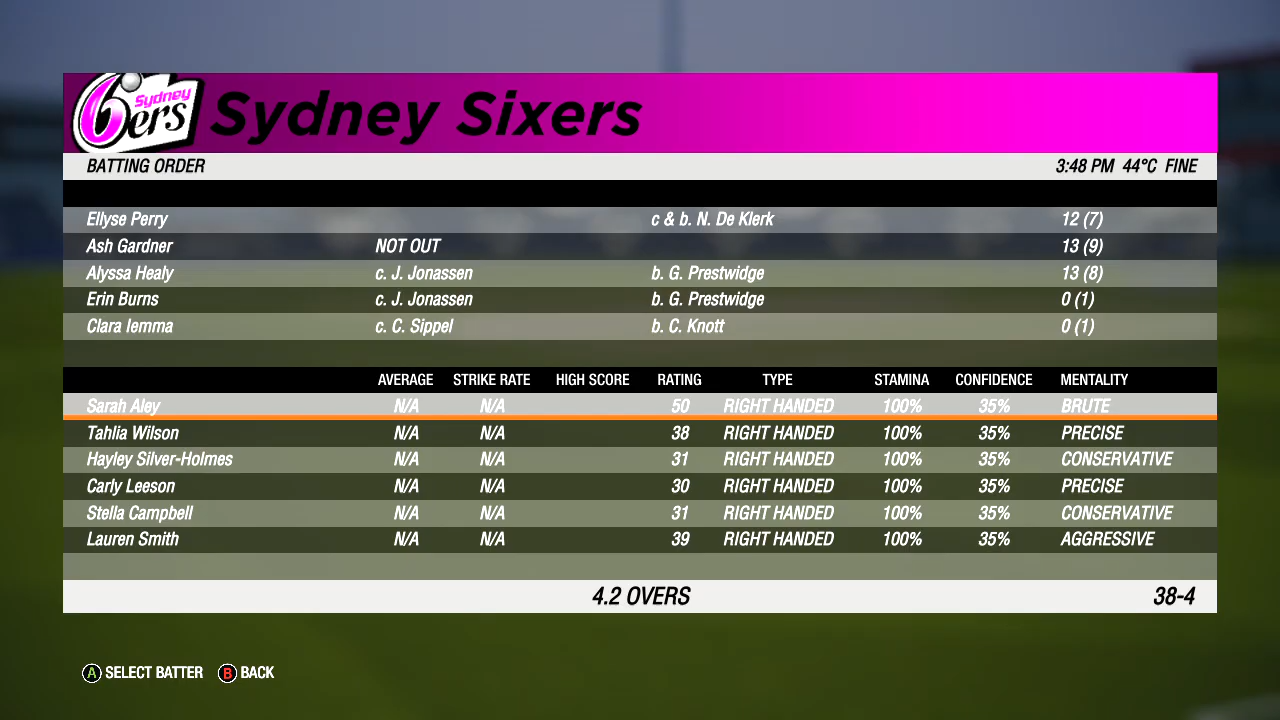 6ers Sydney Sydney Sixers
BATTING ORDER 3:48 PM 44°C FINE
Ellyse Perry c & b. N. De Klerk 12 (7)
Ash Gardner NOT OUT 13 (9)
Alyssa Healy c. J. Jonassen b. G. Prestwidge 13 (8)
Erin Burns c. J. Jonassen b. G. Prestwidge 0 (1)
Clara Iemma c. C. Sippel b. C. Knott 0 (1)
AVERAGE STRIKE RATE HIGH SCORE RATING TYPE STAMINA CONFIDENCE MENTALITY
Sarah Aley N/A N/A 50 RIGHT HANDED 100% 35% BRUTE
Tahlia Wilson N/A N/A 38 RIGHT HANDED 100% 35% PRECISE
Hayley Silver-Holmes N/A N/A 31 RIGHT HANDED 100% 35% CONSERVATIVE
Carly Leeson N/A N/A 30 RIGHT HANDED 100% 35% PRECISE
Stella Campbell N/A N/A 31 RIGHT HANDED 100% 35% CONSERVATIVE
Lauren Smith N/A N/A 39 RIGHT HANDED 100% 35% AGGRESSIVE
4.2 OVERS 38-4
A SELECT BATTER B BACK